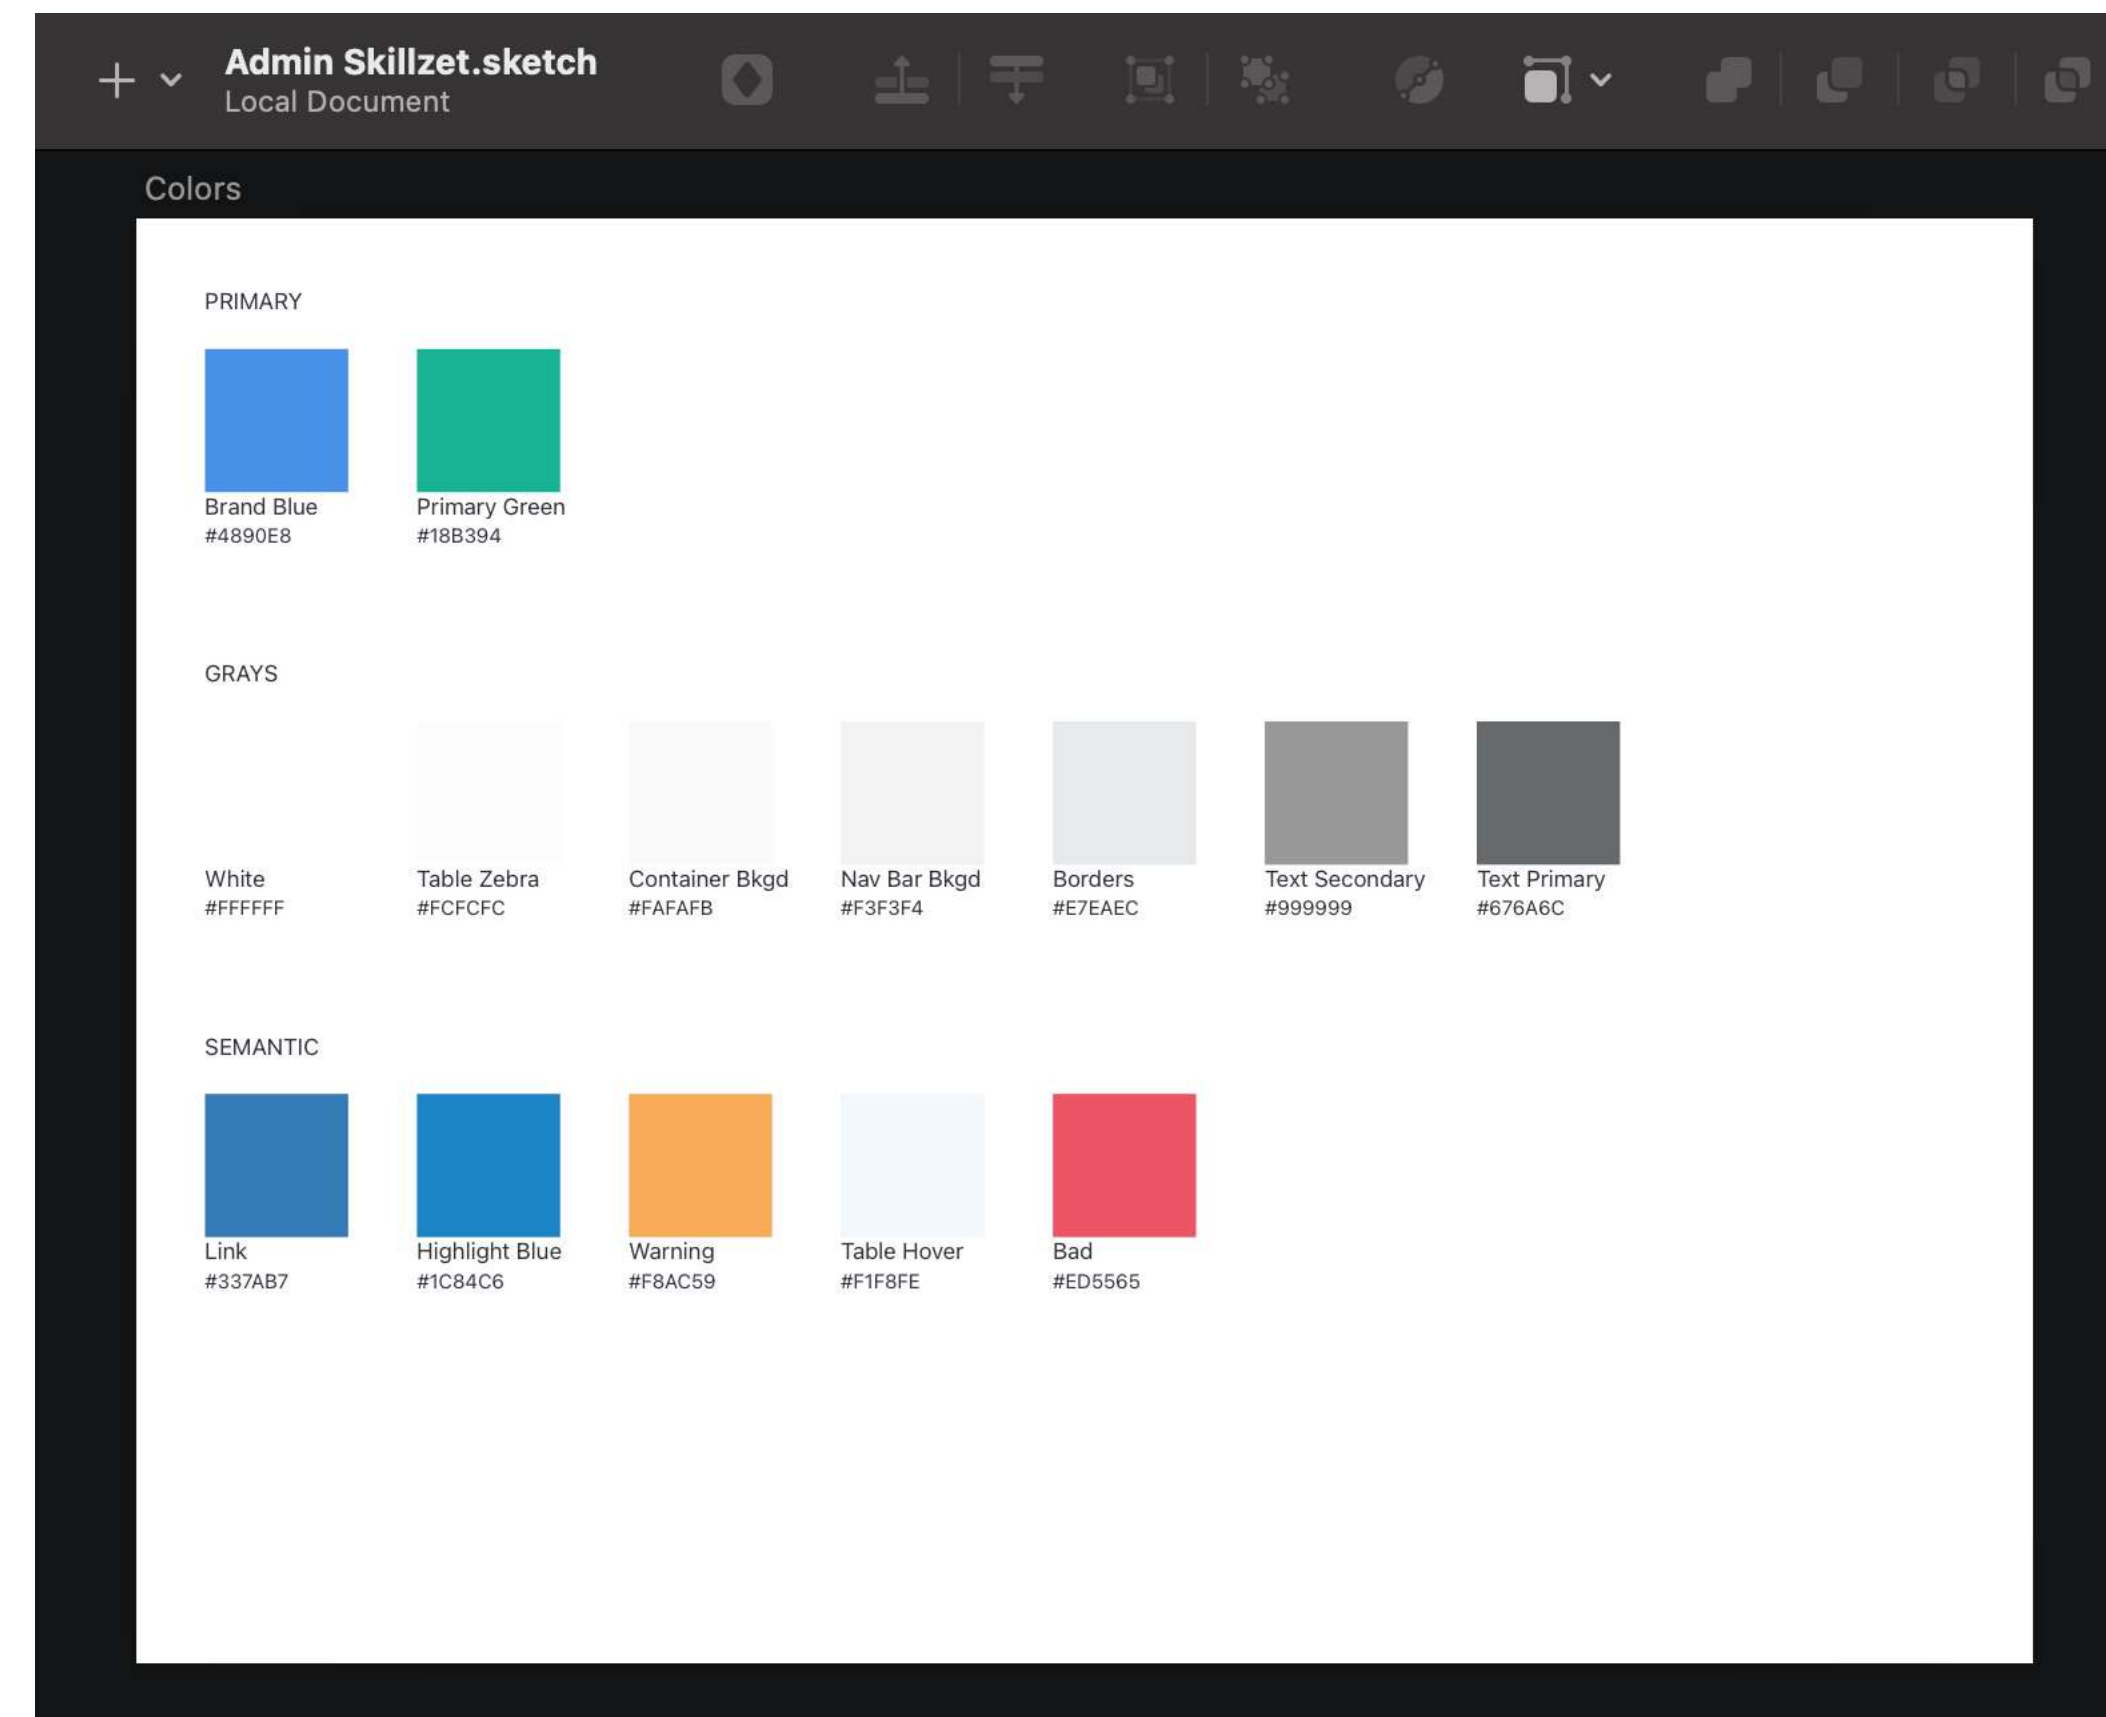 Admin Skillzet.sketch
Local Document
Colors
PRIMARY
Brand Blue
#4890E8
Primary Green
#18B394
GRAYS
White
#FFFFFF
Table Zebra
#FCFCFC
Container Bkgd
#FAFAFB
Nav Bar Bkgd
#F3F3F4
Borders
#E7EAEC
Text Secondary
#999999
Text Primary
#676A6C
SEMANTIC
Link
#337AB7
Highlight Blue
#1C84C6
Warning
#F8AC59
Table Hover
#F1F8FE
Bad
#ED5565